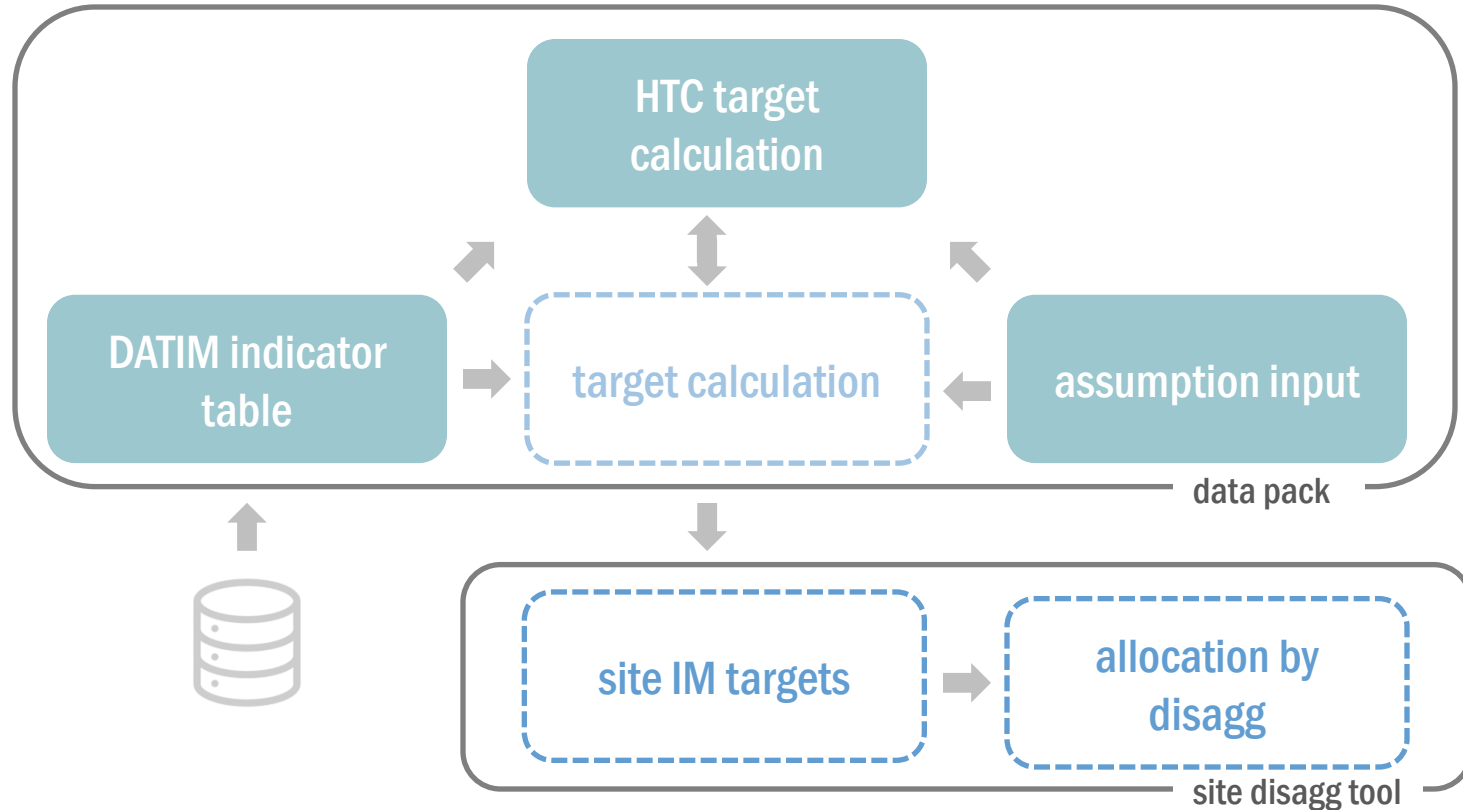 HTC target
calculation
DATIM indicator
table
target calculation
assumption input
data pack
site IM targets
allocation by
disagg
site disagg tool